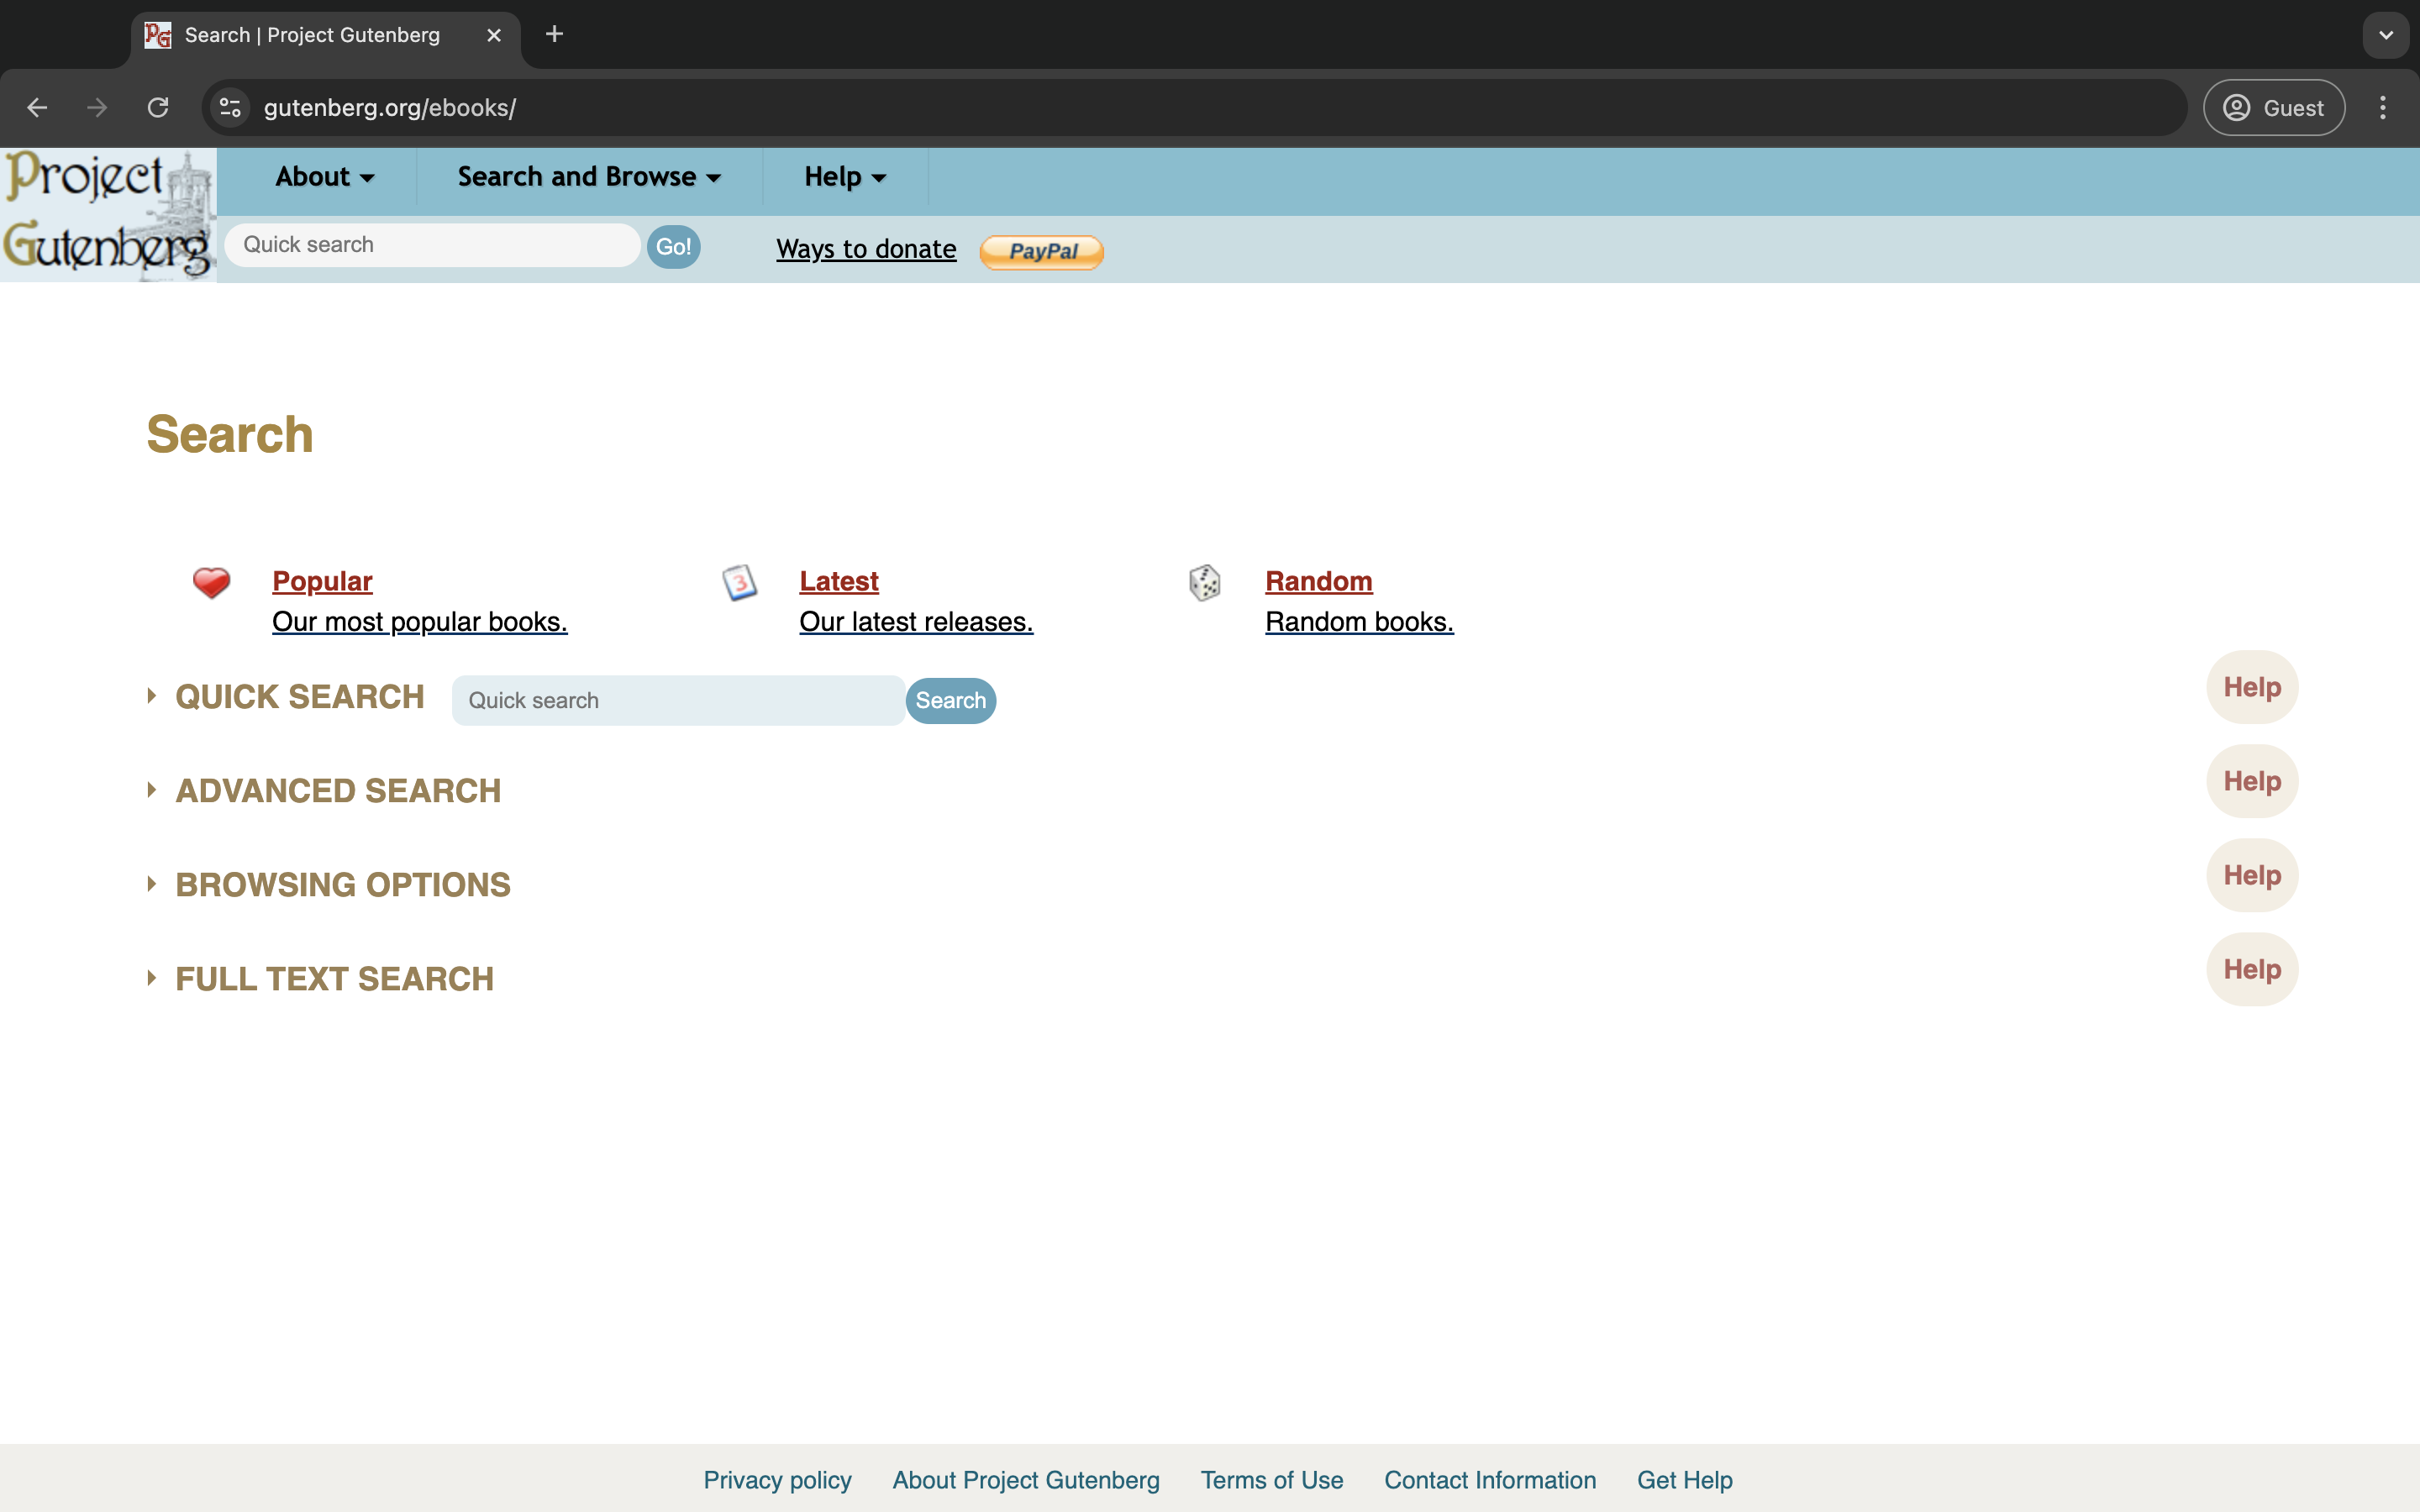 Search | Project Gutenberg
gutenberg.org/ebooks/
Guest
Project Gutenberg
About
Search and Browse
Help
Quick search
Go!
Ways to donate
PayPal
Search
Popular
Our most popular books.
3
Latest
Our latest releases.
Random
Random books.
QUICK SEARCH
Quick search
Search
Help
ADVANCED SEARCH
Help
BROWSING OPTIONS
Help
FULL TEXT SEARCH
Help
Privacy policy
About Project Gutenberg
Terms of Use
Contact Information
Get Help